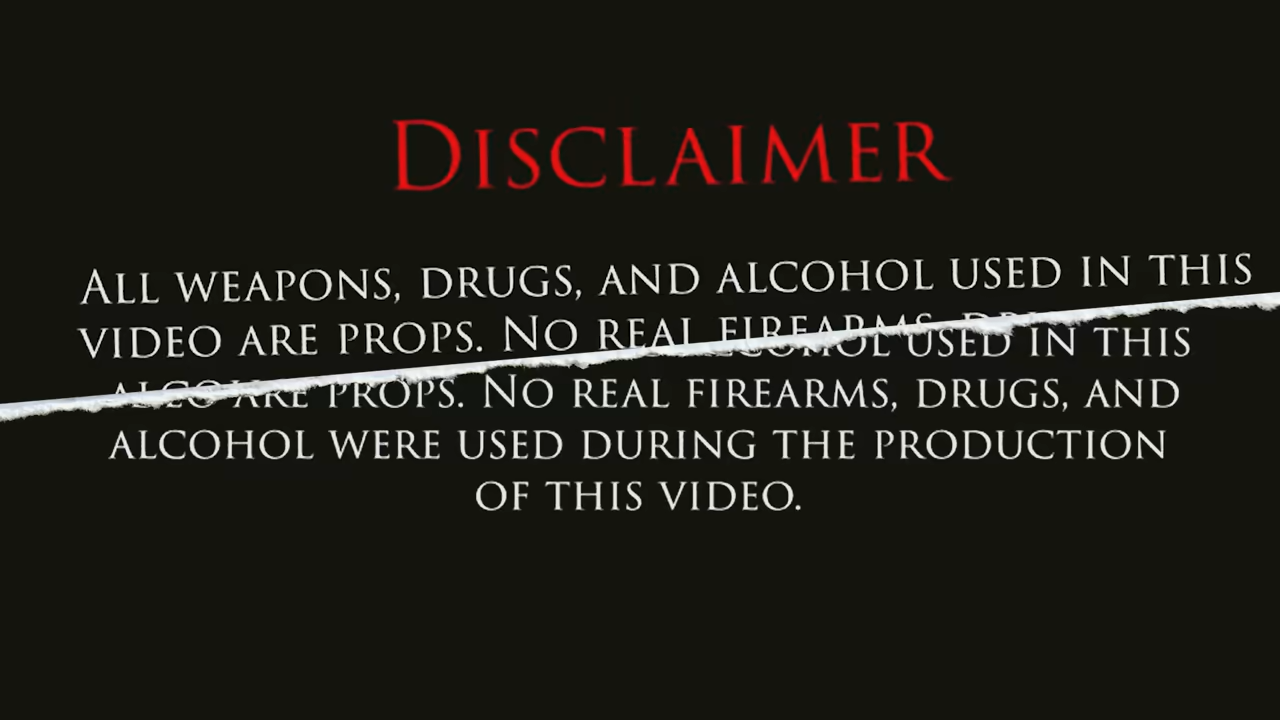 Disclaimer
All weapons, drugs, and alcohol used in this
video are props. No real firearms,
used in this
are props. No real firearms, drugs, and
alcohol were used during the production
of this video.